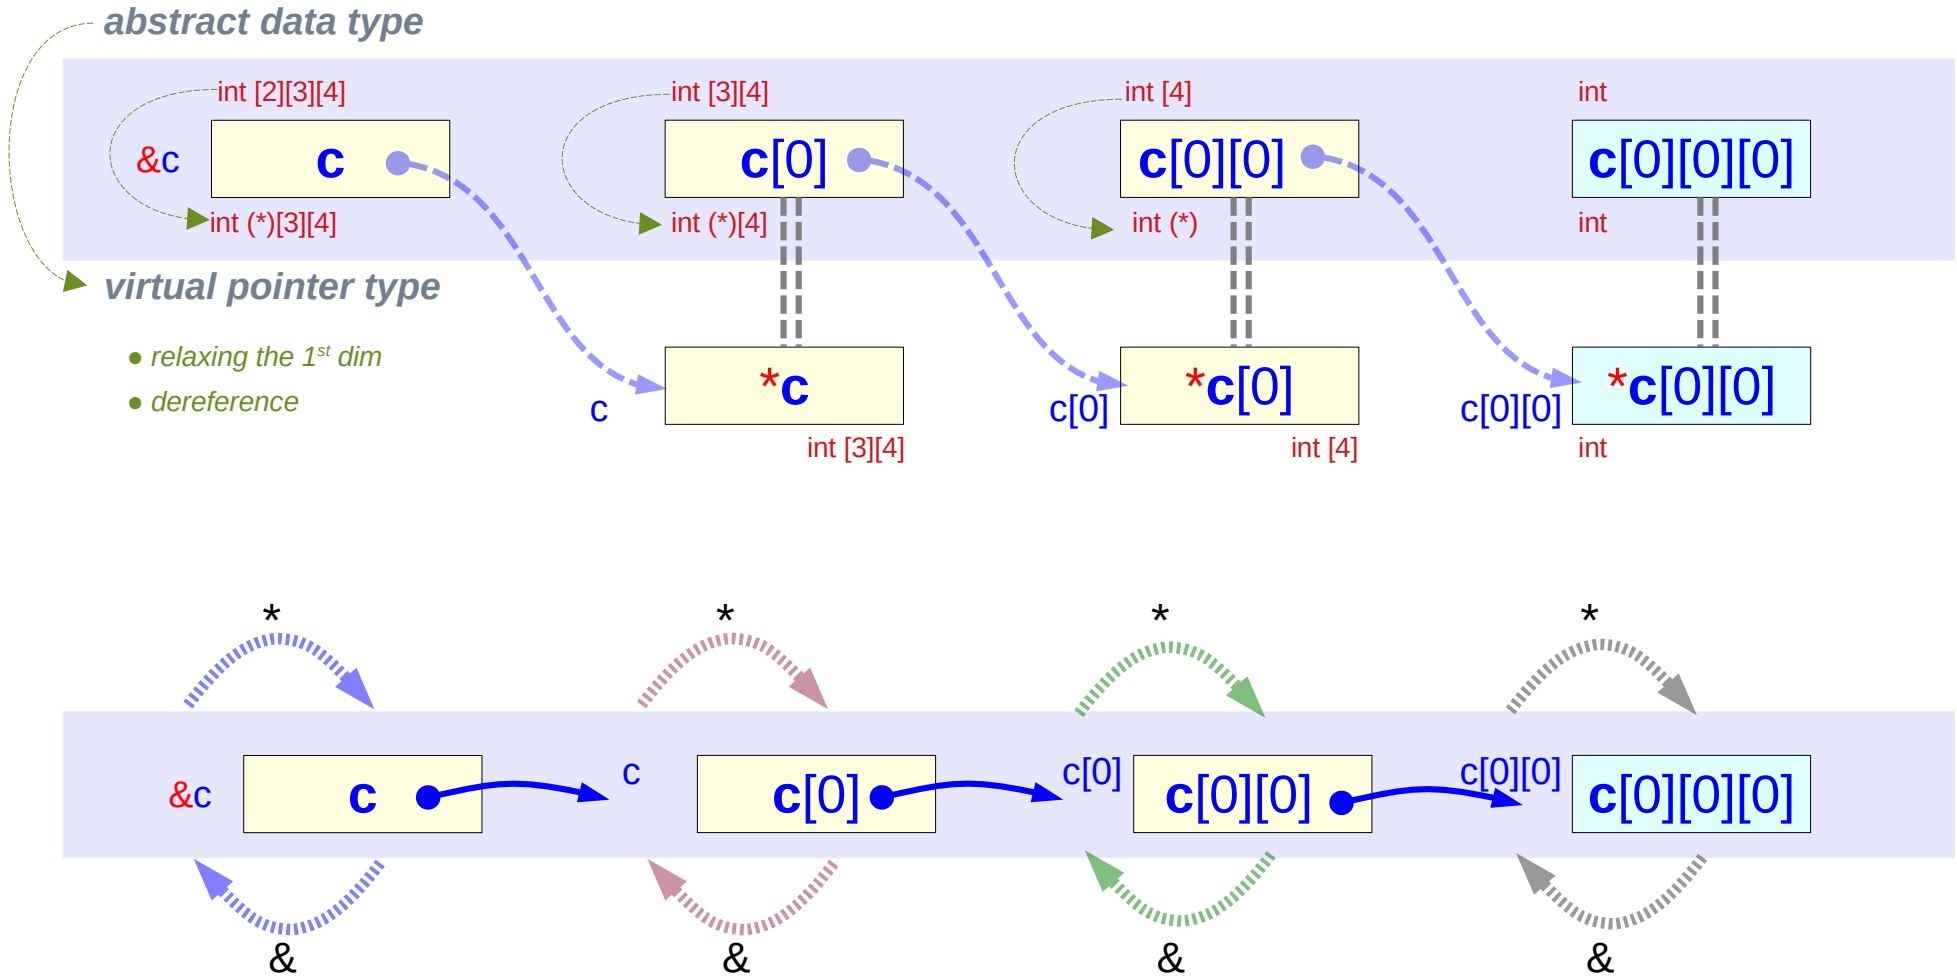 abstract data type
int [2][3][4] int [3][4] int [4] int
&c c c[0] c[0][0] c[0][0][0]
int (*)[3][4] int (*)[4] int (*) int
virtual pointer type
● relaxing the 1st dim
● dereference
*c *c[0] *c[0][0]
c c[0] c[0][0]
int [3][4] int [4] int
* * * *
c c[0] c[0][0]
&c c c[0] c[0][0] c[0][0][0]
& & & &